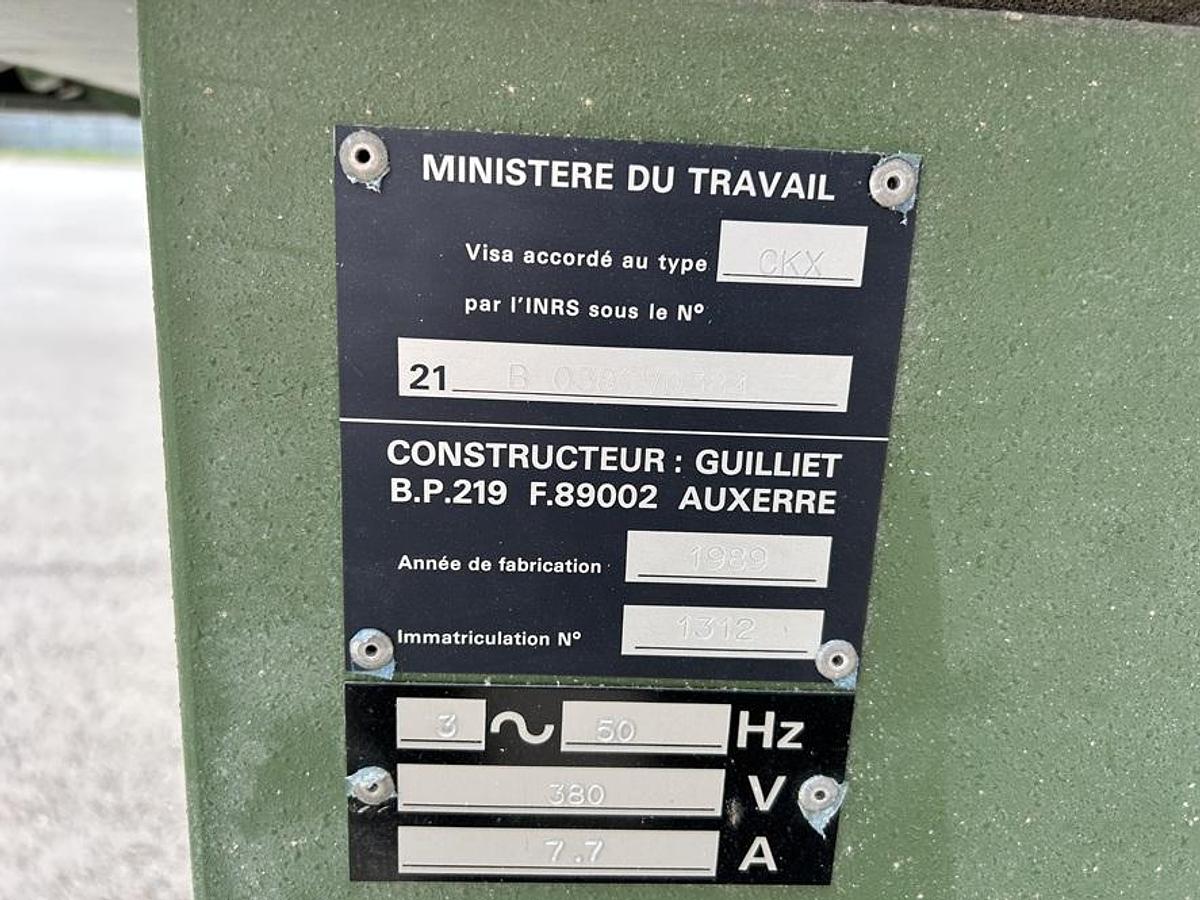 MINISTERE DU TRAVAIL
Visa accordé au type CKX
par l'INRS sous le N°
21 B
CONSTRUCTEUR : GUILLIET
B.P.219 F.89002 AUXERRE
Année de fabrication 1989
Immatriculation N° 1312
3 ~ 50 Hz
380 V
7.7 A